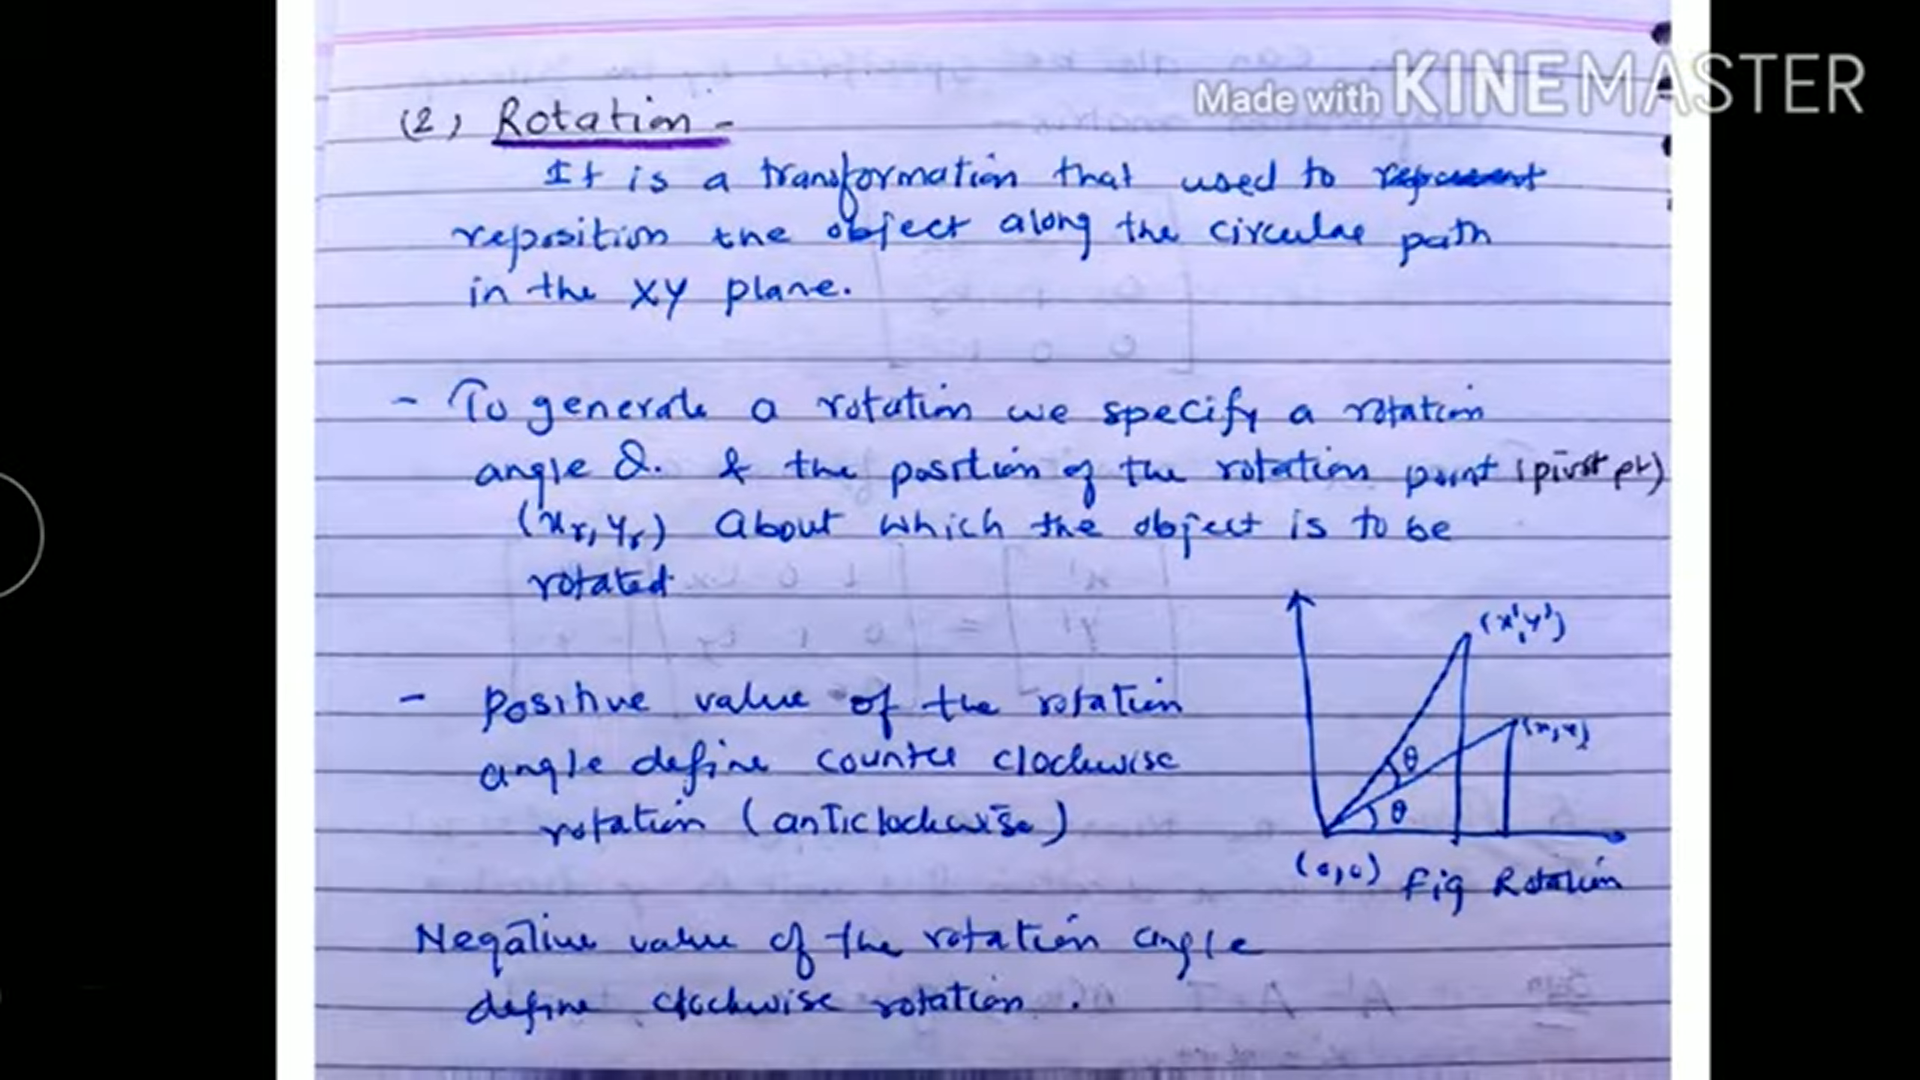 Made with KINEMASTER
(2) Rotation -
It is a transformation that used to represent
reposition the object along the circular path
in the XY plane.
- To generate a rotation we specify a rotation
angle θ. & the position of the rotation point (pivot pt)
(xr, yr) About which the object is to be
rotated
- positive value of the rotation
angle define counter clockwise
rotation (anticlockwise)
(x', y')
(x, y)
θ
θ
(0,0) Fig Rotation
Negative value of the rotation angle
define clockwise rotation.